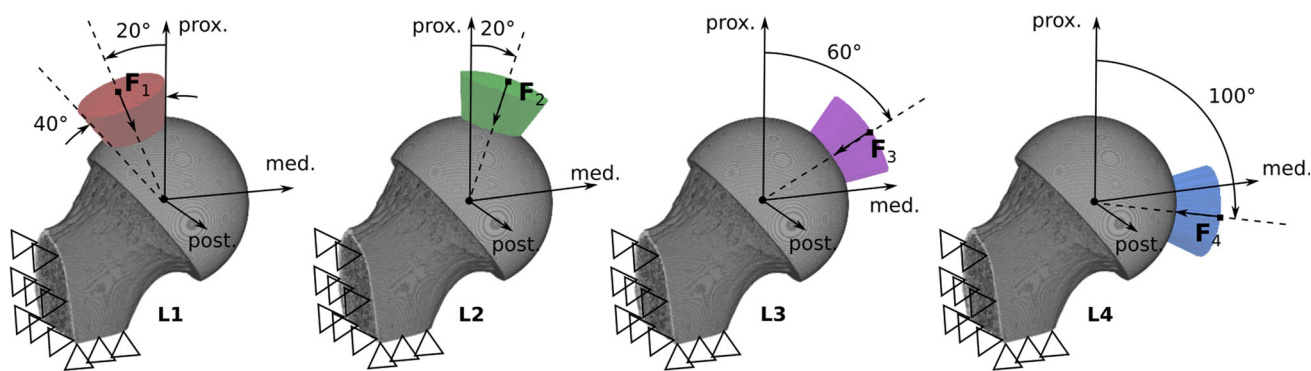 20°
prox.
F1
40°
med.
post.
L1
20°
prox.
F2
med.
post.
L2
prox.
60°
F3
med.
post.
L3
prox.
100°
med.
F4
post.
L4